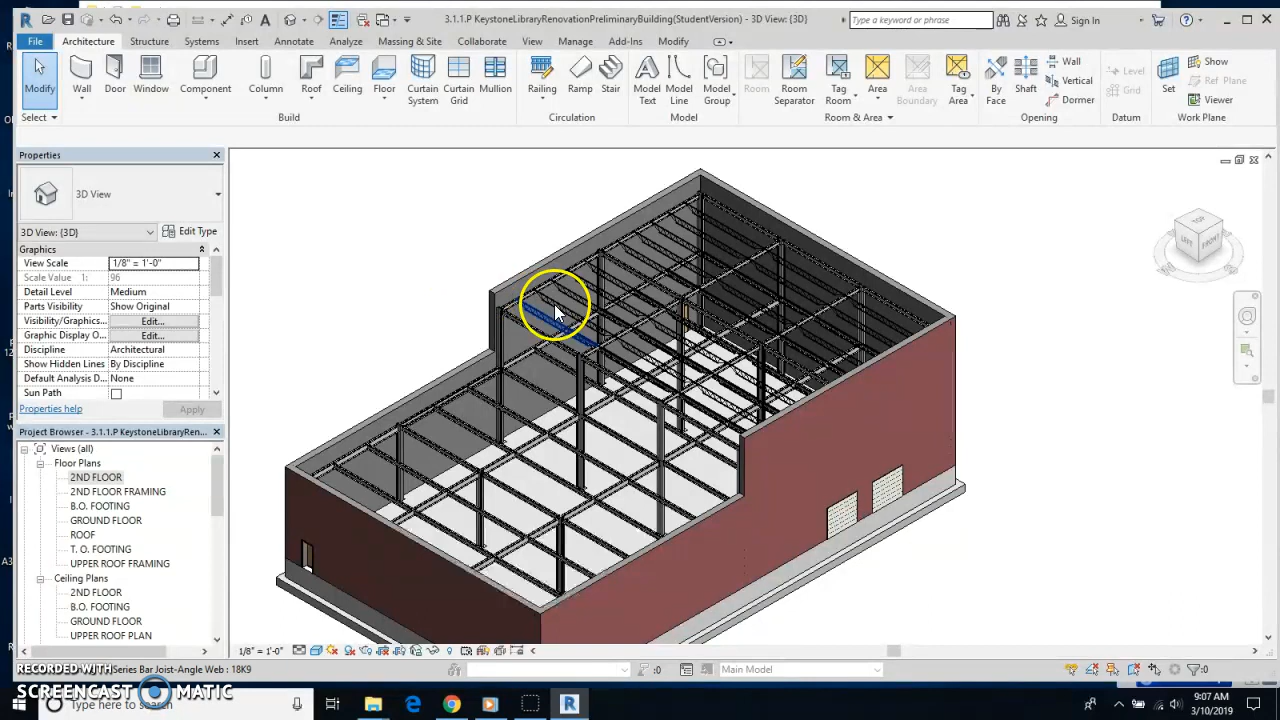 3.1.1.P KeystoneLibraryRenovationPreliminaryBuilding(StudentVersion) - 3D View: {3D}
Type a keyword or phrase
Sign In
File Architecture Structure Systems Insert Annotate Analyze Massing & Site Collaborate View Manage Add-Ins Modify
Modify Wall Door Window Component Column Roof Ceiling Floor Curtain System Curtain Grid Mullion Railing Ramp Stair Model Text Model Line Model Group Room Room Separator Tag Room Area Area Boundary Tag Area By Face Shaft
Wall
Vertical
Dormer
Level
Grid
Set
Show
Ref Plane
Viewer
Select Build Circulation Model Room & Area Opening Datum Work Plane
Properties
3D View
3D View: {3D} Edit Type
Graphics
View Scale 1/8" = 1'-0"
Scale Value 1: 96
Detail Level Medium
Parts Visibility Show Original
Visibility/Graphics... Edit...
Graphic Display O... Edit...
Discipline Architectural
Show Hidden Lines By Discipline
Default Analysis D... None
Sun Path
Properties help Apply
Project Browser - 3.1.1.P KeystoneLibraryRen...
Views (all)
Floor Plans
2ND FLOOR
2ND FLOOR FRAMING
B.O. FOOTING
GROUND FLOOR
ROOF
T. O. FOOTING
UPPER ROOF FRAMING
Ceiling Plans
2ND FLOOR
B.O. FOOTING
GROUND FLOOR
UPPER ROOF PLAN
TOP
LEFT FRONT
1/8" = 1'-0"
Series Bar Joist-Angle Web : 18K9
:0 Main Model :0
RECORDED WITH
SCREENCAST MATIC
Type here to search
9:07 AM
3/10/2019